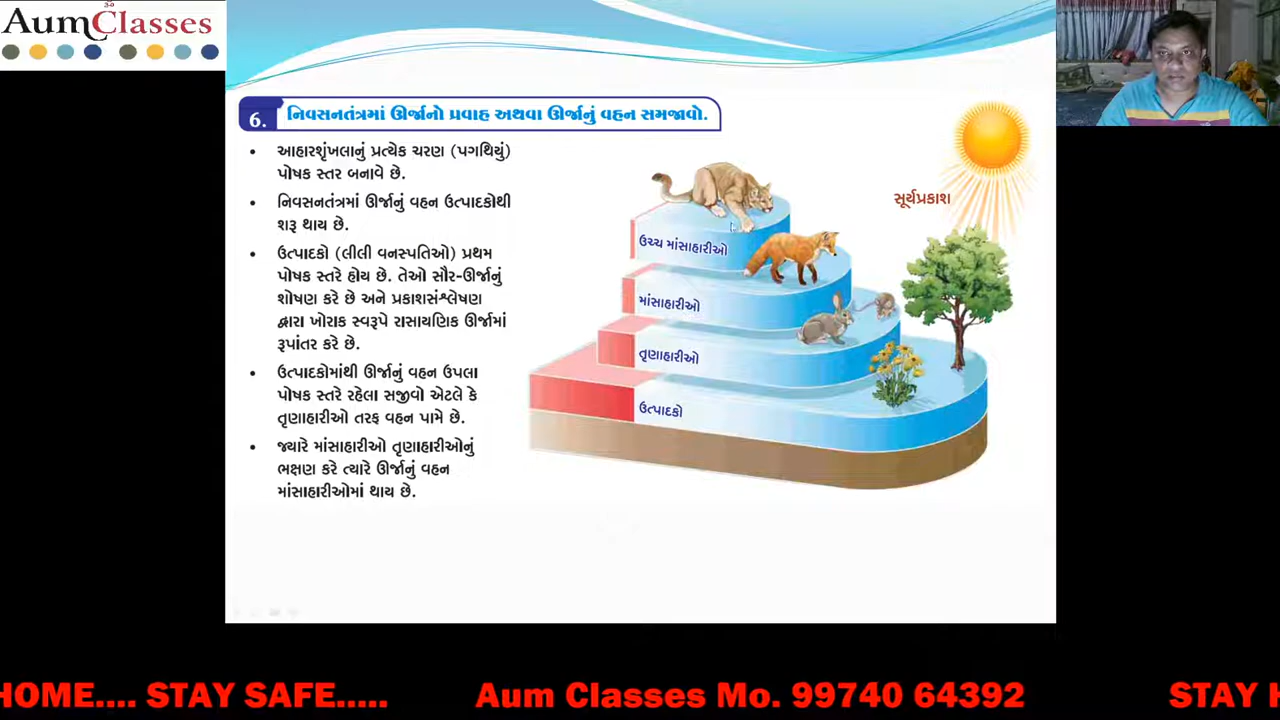 ૐ
AumClasses
6.
નિવસનતંત્રમાં ઊર્જાનો પ્રવાહ અથવા ઊર્જાનું વહન સમજાવો.
• આહારશૃંખલાનું પ્રત્યેક ચરણ (પગથિયું)
પોષક સ્તર બનાવે છે.
• નિવસનતંત્રમાં ઊર્જાનું વહન ઉત્પાદકોથી
શરૂ થાય છે.
• ઉત્પાદકો (લીલી વનસ્પતિઓ) પ્રથમ
પોષક સ્તરે હોય છે. તેઓ સૌર-ઊર્જાનું
શોષણ કરે છે અને પ્રકાશસંશ્લેષણ
દ્વારા ખોરાક સ્વરૂપે રાસાયણિક ઊર્જામાં
રૂપાંતર કરે છે.
• ઉત્પાદકોમાંથી ઊર્જાનું વહન ઉપલા
પોષક સ્તરે રહેલા સજીવો એટલે કે
તૃણાહારીઓ તરફ વહન પામે છે.
• જ્યારે માંસાહારીઓ તૃણાહારીઓનું
ભક્ષણ કરે ત્યારે ઊર્જાનું વહન
માંસાહારીઓમાં થાય છે.
સૂર્યપ્રકાશ
ઉચ્ચ માંસાહારીઓ
માંસાહારીઓ
તૃણાહારીઓ
ઉત્પાદકો
HOME.... STAY SAFE..... Aum Classes Mo. 99740 64392 STAY H